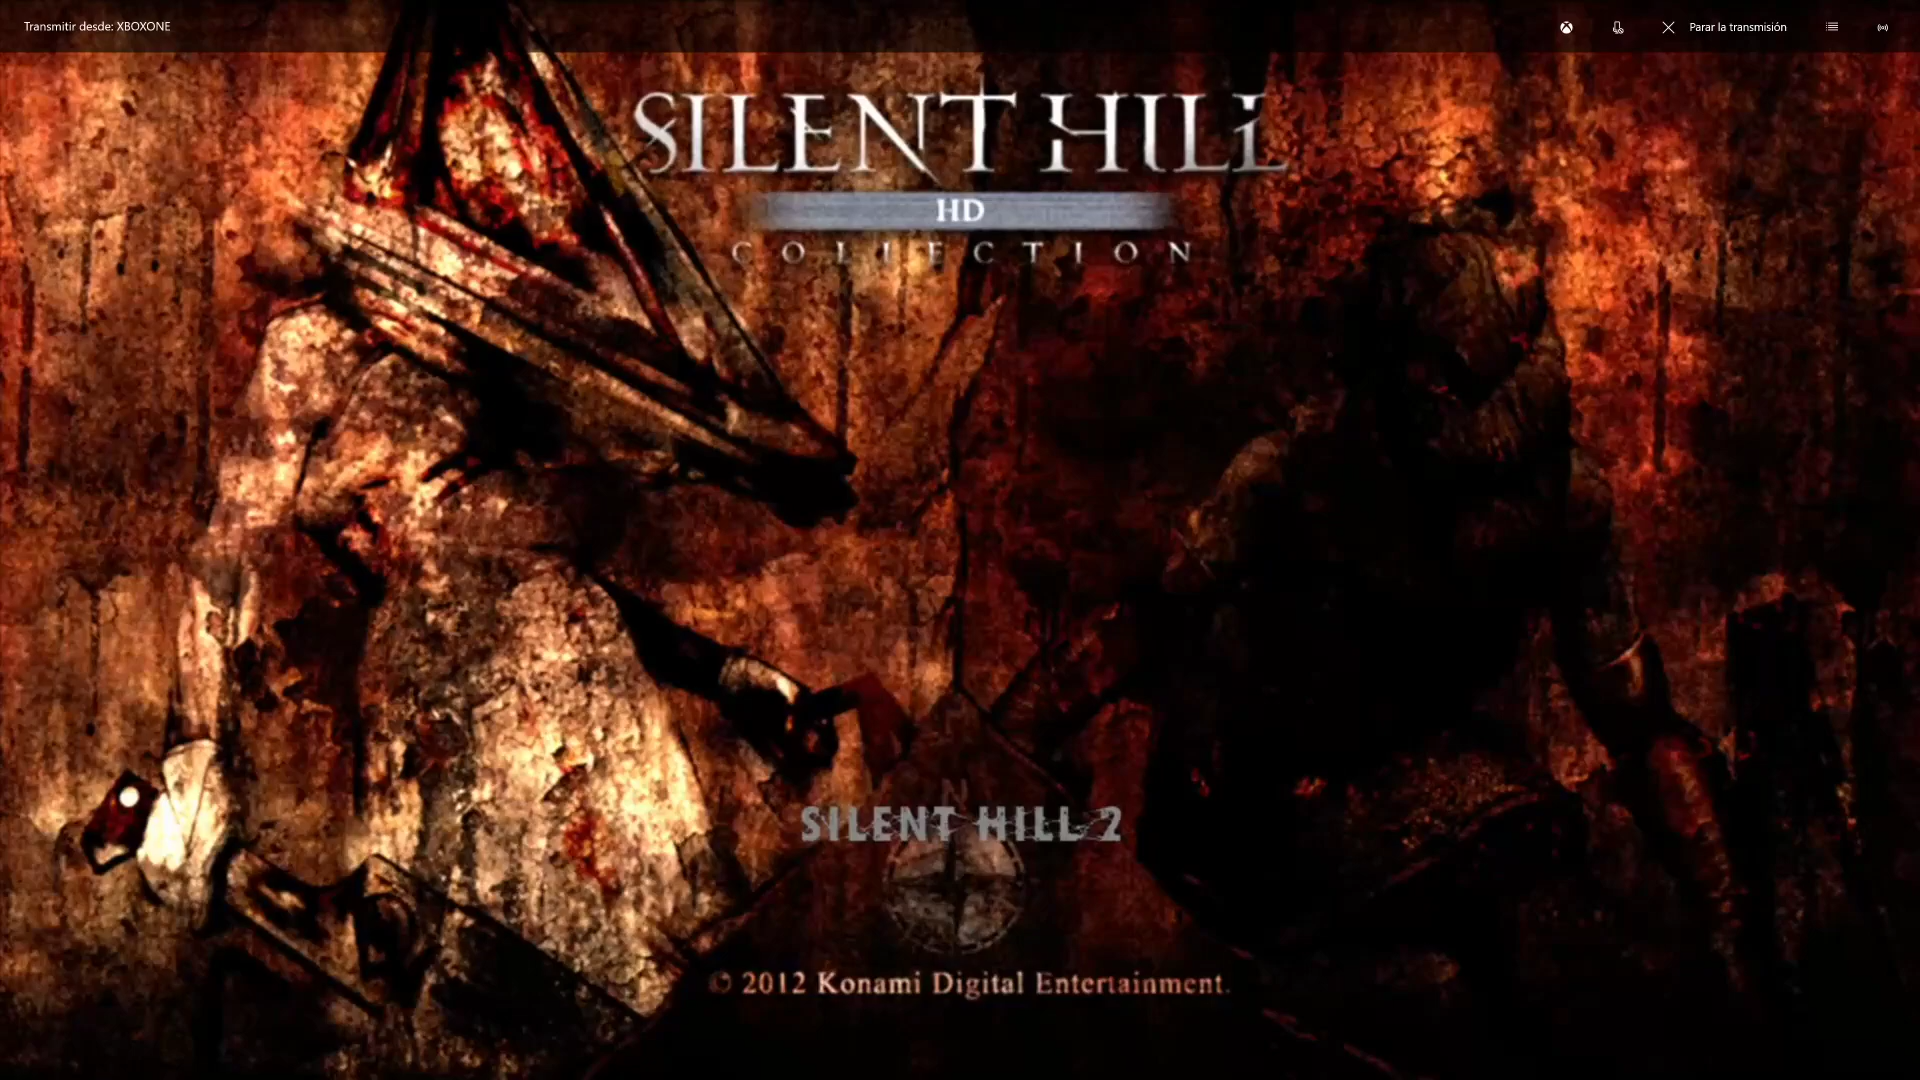 Transmitir desde: XBOXONE
Parar la transmisión
SILENT HILL
HD
COLLECTION
N
SILENT HILL 2
© 2012 Konami Digital Entertainment.